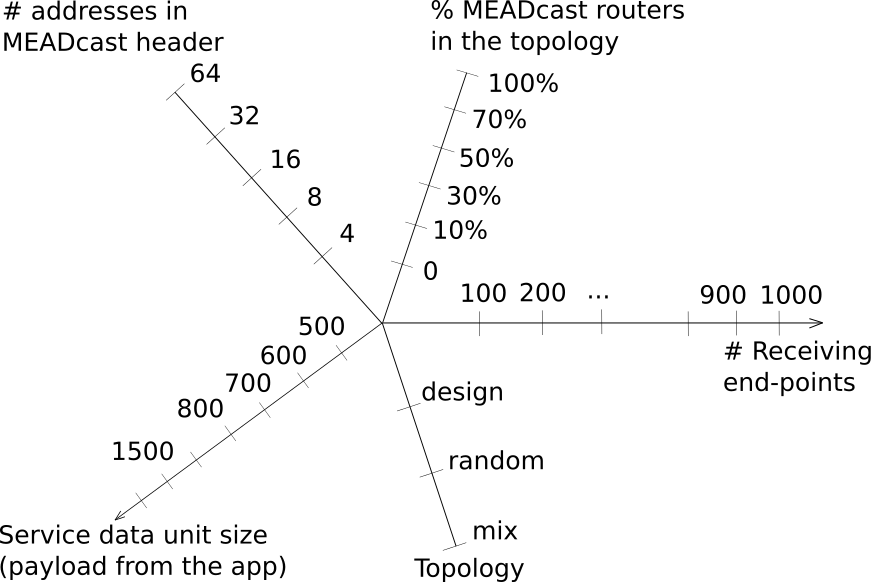 # addresses in
MEADcast header
64
32
16
8
4
% MEADcast routers
in the topology
100%
70%
50%
30%
10%
0
100 200 ... 900 1000
# Receiving
end-points
500
600
700
800
1500
Service data unit size
(payload from the app)
design
random
mix
Topology